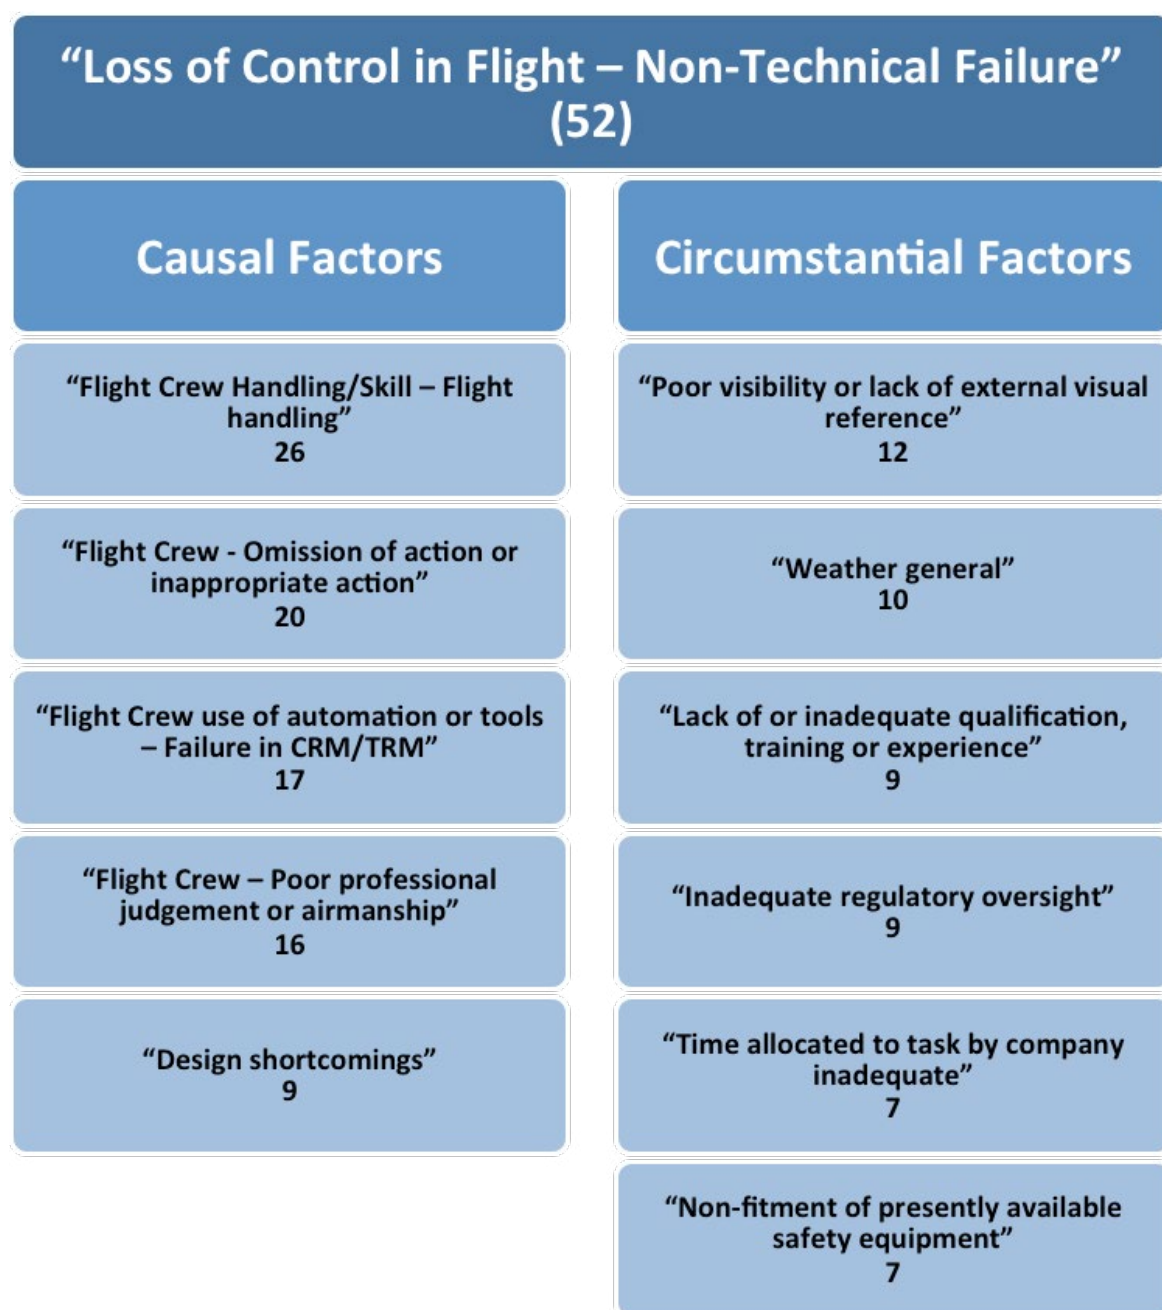 “Loss of Control in Flight – Non-Technical Failure”
(52)
Causal Factors
“Flight Crew Handling/Skill – Flight
handling”
26
“Flight Crew - Omission of action or
inappropriate action”
20
“Flight Crew use of automation or tools
– Failure in CRM/TRM”
17
“Flight Crew – Poor professional
judgement or airmanship”
16
“Design shortcomings”
9
Circumstantial Factors
“Poor visibility or lack of external visual
reference”
12
“Weather general”
10
“Lack of or inadequate qualification,
training or experience”
9
“Inadequate regulatory oversight”
9
“Time allocated to task by company
inadequate”
7
“Non-fitment of presently available
safety equipment”
7